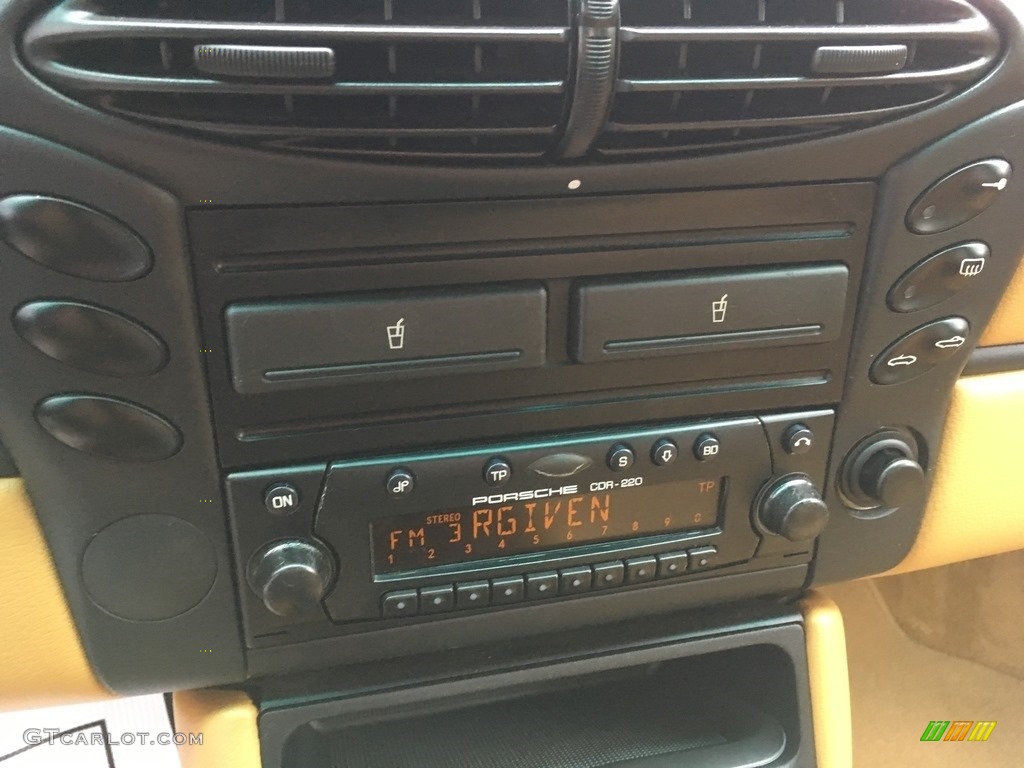 ON
TP
S
BD
PORSCHE CDR-220
STEREO
TP
FM 3 RGIVEN
1 2 3 4 5 6 7 8 9 0
GTCARLOT.COM